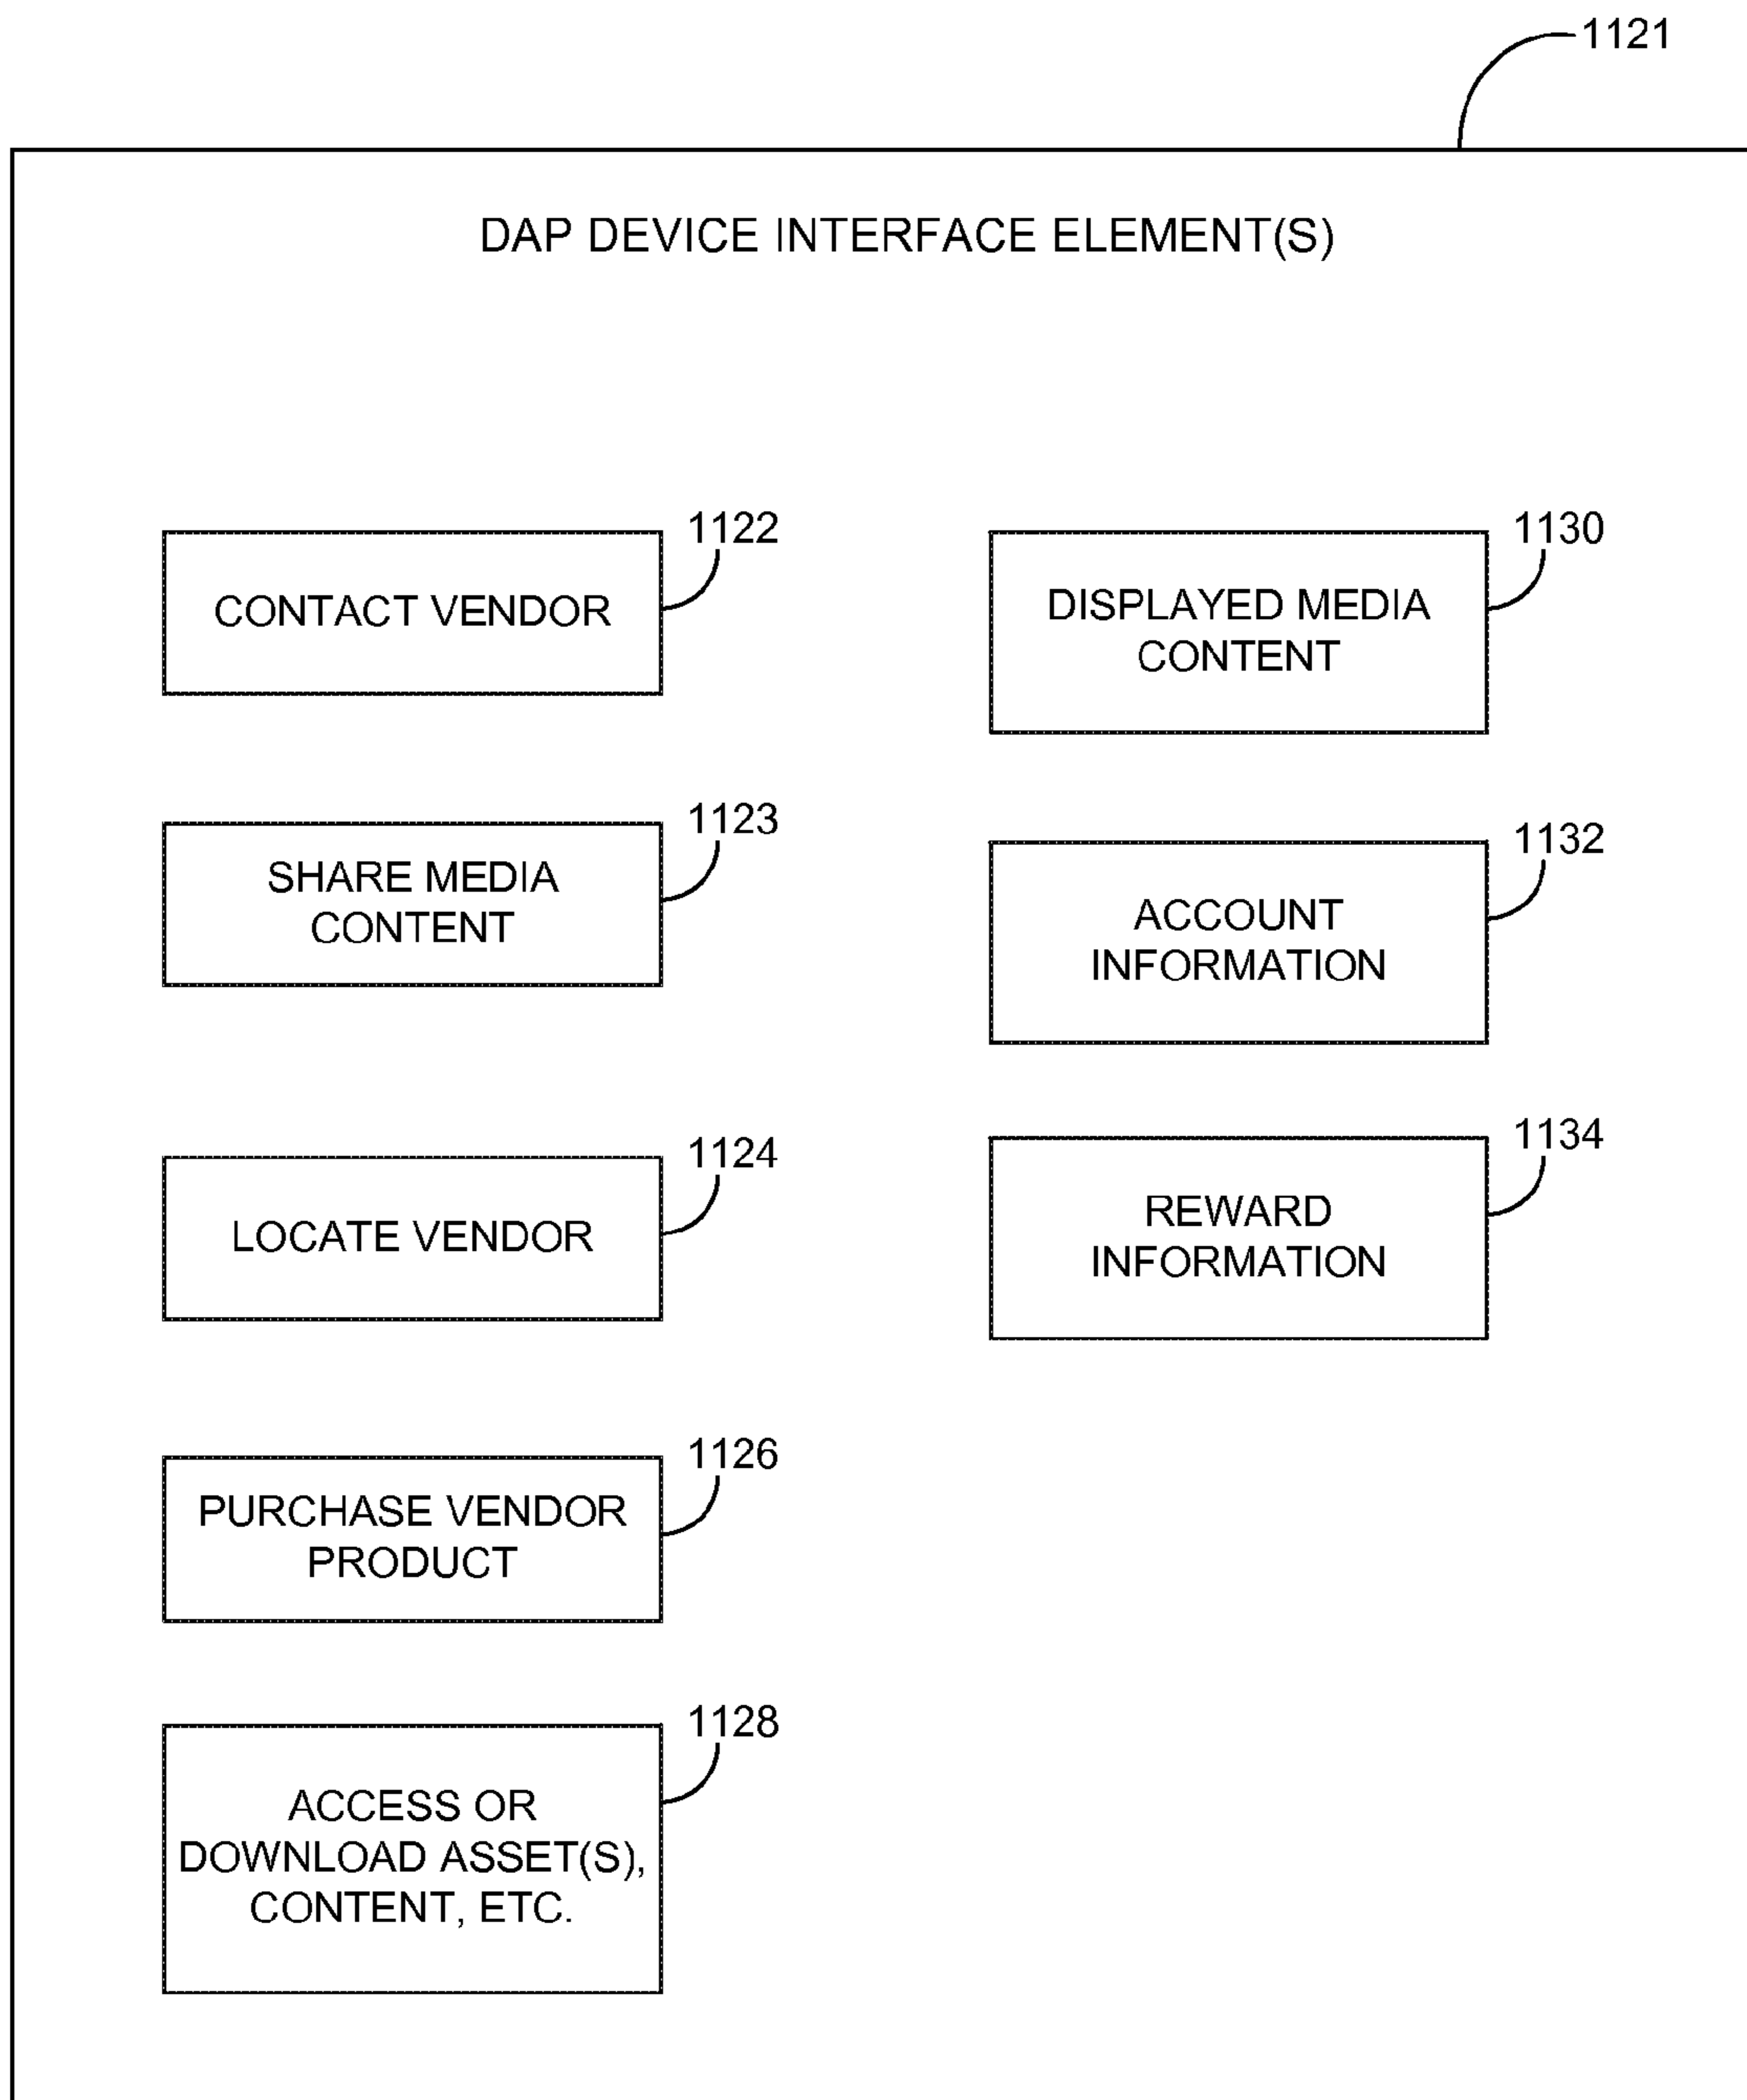 1121
DAP DEVICE INTERFACE ELEMENT(S)
1122
CONTACT VENDOR
1123
SHARE MEDIA
CONTENT
1124
LOCATE VENDOR
1126
PURCHASE VENDOR
PRODUCT
1128
ACCESS OR
DOWNLOAD ASSET(S),
CONTENT, ETC.
1130
DISPLAYED MEDIA
CONTENT
1132
ACCOUNT
INFORMATION
1134
REWARD
INFORMATION